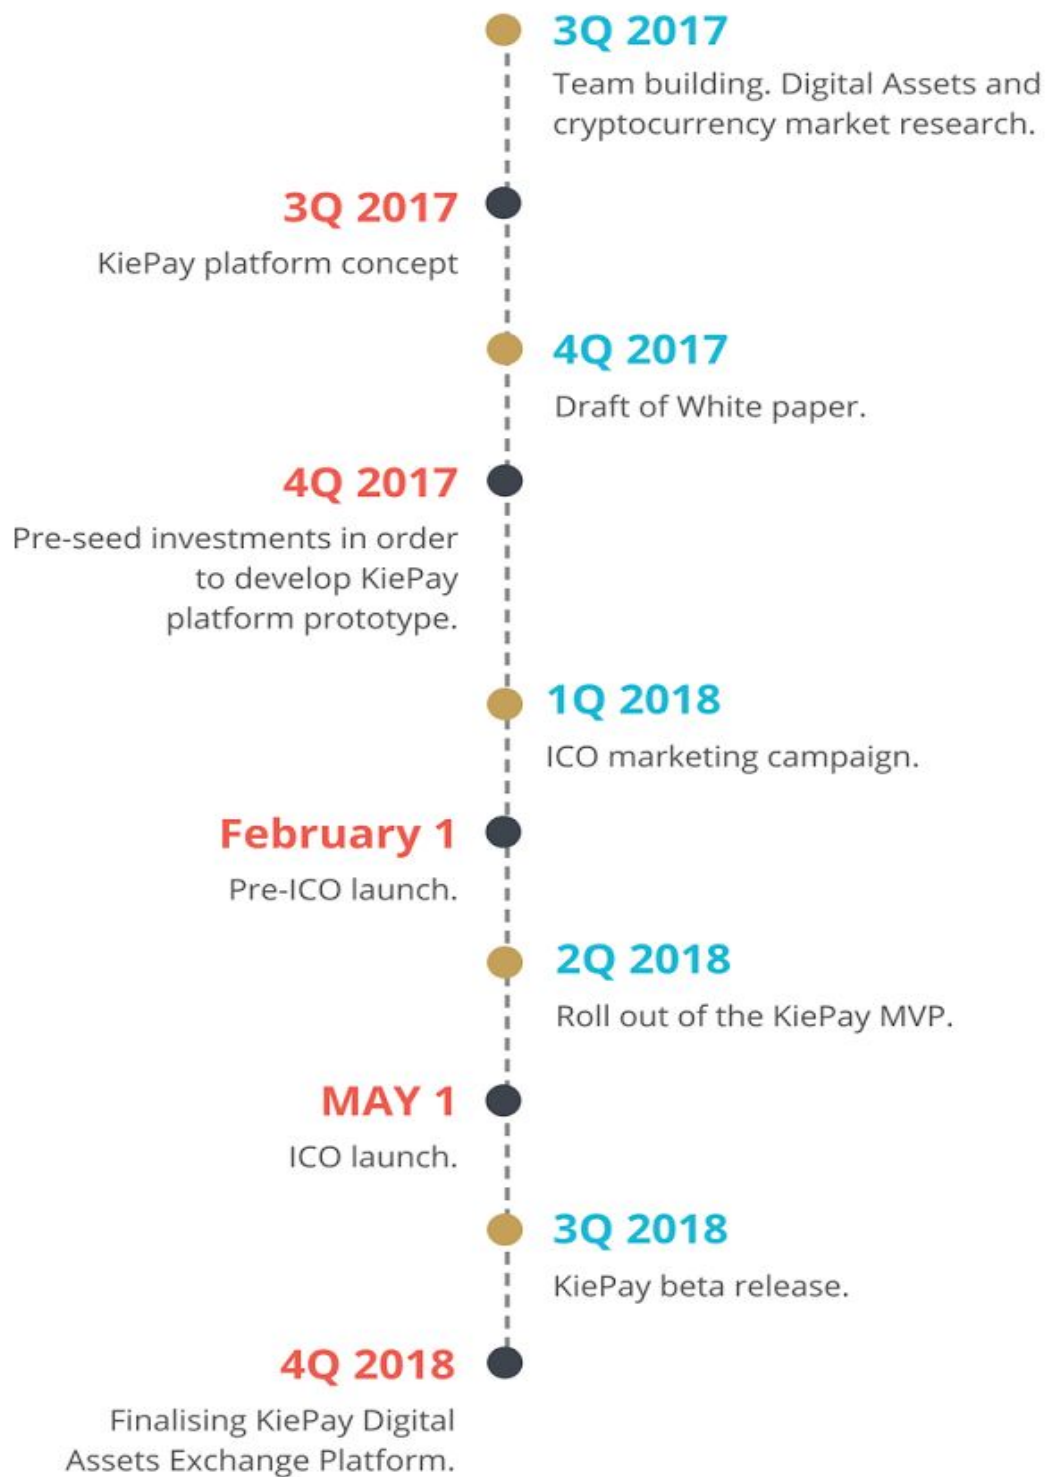 3Q 2017
Team building. Digital Assets and
cryptocurrency market research.
3Q 2017
KiePay platform concept
4Q 2017
Draft of White paper.
4Q 2017
Pre-seed investments in order
to develop KiePay
platform prototype.
1Q 2018
ICO marketing campaign.
February 1
Pre-ICO launch.
2Q 2018
Roll out of the KiePay MVP.
MAY 1
ICO launch.
3Q 2018
KiePay beta release.
4Q 2018
Finalising KiePay Digital
Assets Exchange Platform.